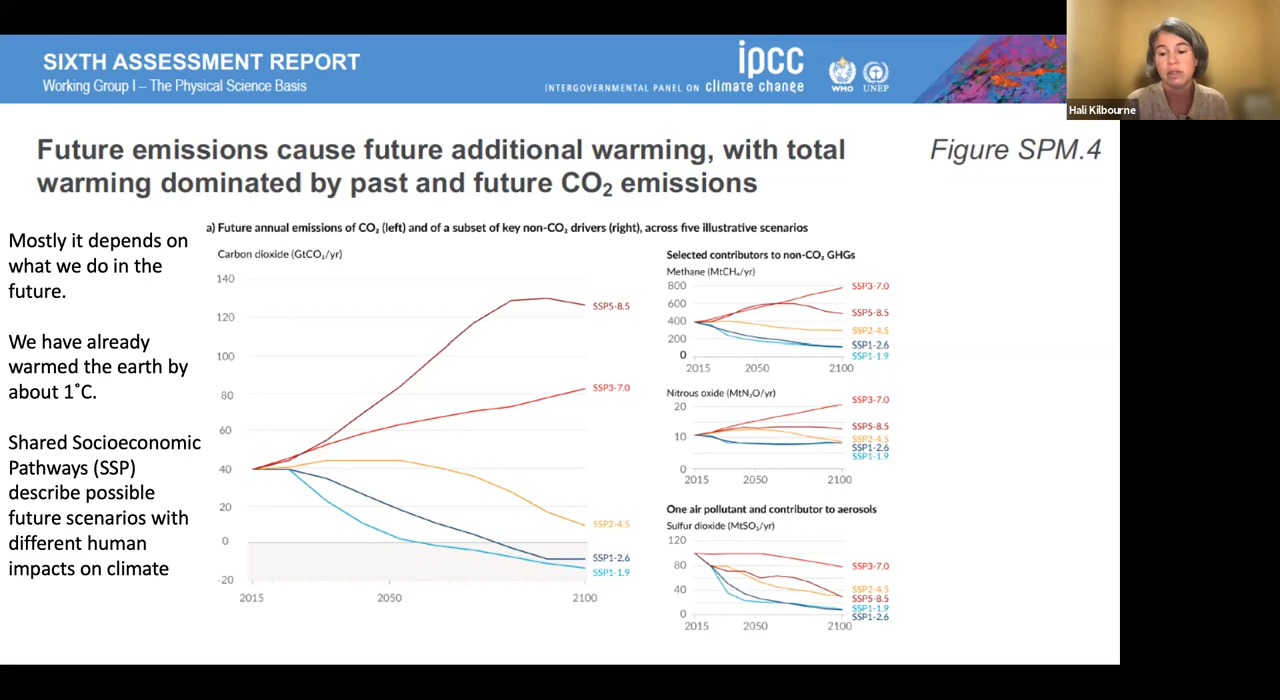 SIXTH ASSESSMENT REPORT
Working Group I – The Physical Science Basis
INTERGOVERNMENTAL PANEL ON climate change
ipcc
WMO
UNEP
Hali Kilbourne
Future emissions cause future additional warming, with total
warming dominated by past and future CO₂ emissions
Figure SPM.4
Mostly it depends on
what we do in the
future.
We have already
warmed the earth by
about 1˚C.
Shared Socioeconomic
Pathways (SSP)
describe possible
future scenarios with
different human
impacts on climate
a) Future annual emissions of CO₂ (left) and of a subset of key non-CO₂ drivers (right), across five illustrative scenarios
Carbon dioxide (GtCO₂/yr)
140
120
100
80
60
40
20
0
-20
2015
2050
2100
SSP5-8.5
SSP3-7.0
SSP2-4.5
SSP1-2.6
SSP1-1.9
Selected contributors to non-CO₂ GHGs
Methane (MtCH₄/yr)
800
600
400
200
0
2015
2050
2100
SSP3-7.0
SSP5-8.5
SSP2-4.5
SSP1-2.6
SSP1-1.9
Nitrous oxide (MtN₂O/yr)
20
10
0
2015
2050
2100
SSP3-7.0
SSP5-8.5
SSP2-4.5
SSP1-2.6
SSP1-1.9
One air pollutant and contributor to aerosols
Sulfur dioxide (MtSO₂/yr)
120
80
40
0
2015
2050
2100
SSP3-7.0
SSP2-4.5
SSP5-8.5
SSP1-1.9
SSP1-2.6